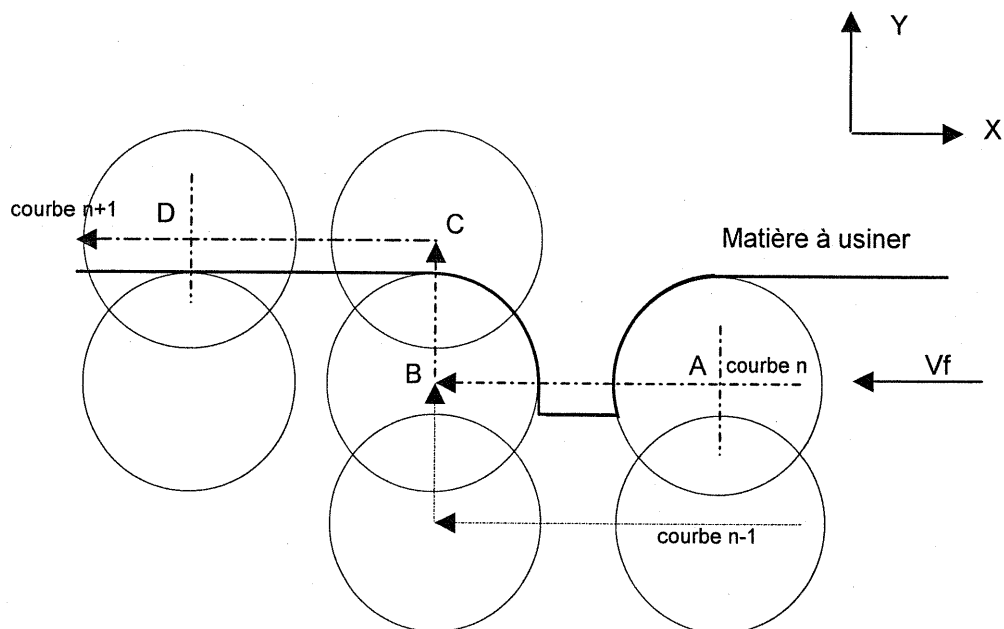 Y
X
courbe n+1
D
C
Matière à usiner
B
A
courbe n
Vf
courbe n-1